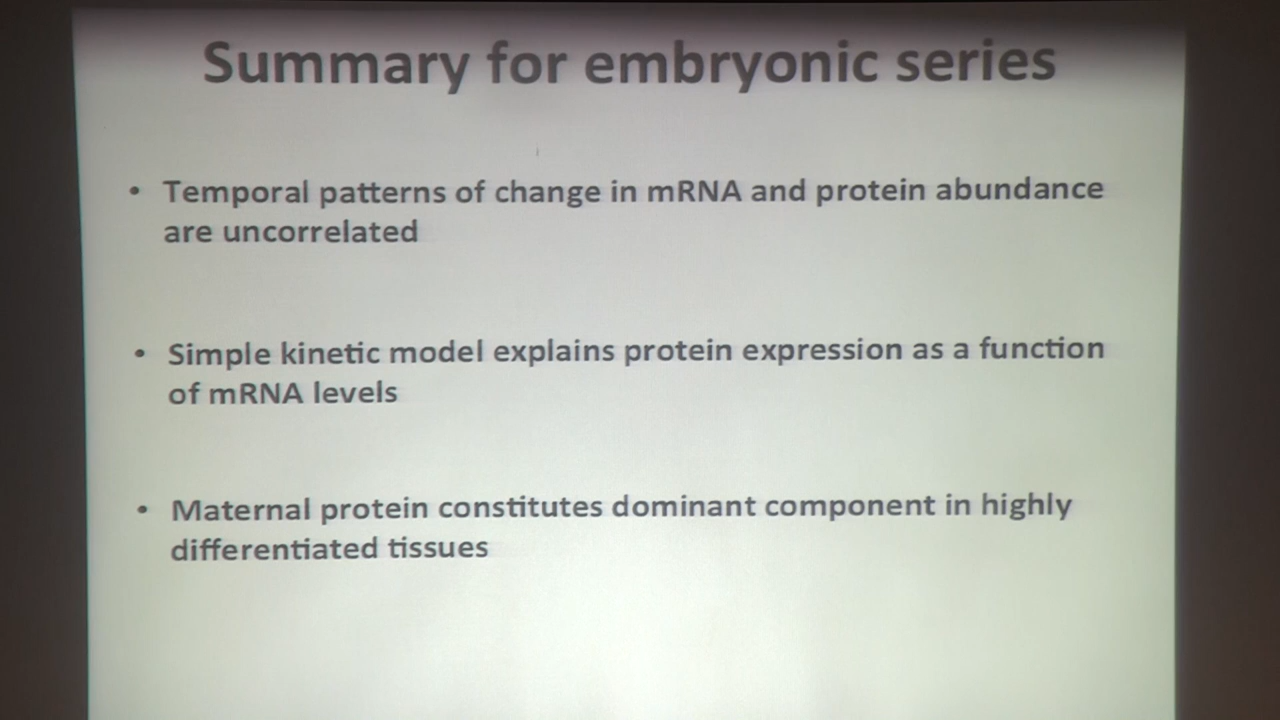 Summary for embryonic series
• Temporal patterns of change in mRNA and protein abundance
are uncorrelated
• Simple kinetic model explains protein expression as a function
of mRNA levels
• Maternal protein constitutes dominant component in highly
differentiated tissues